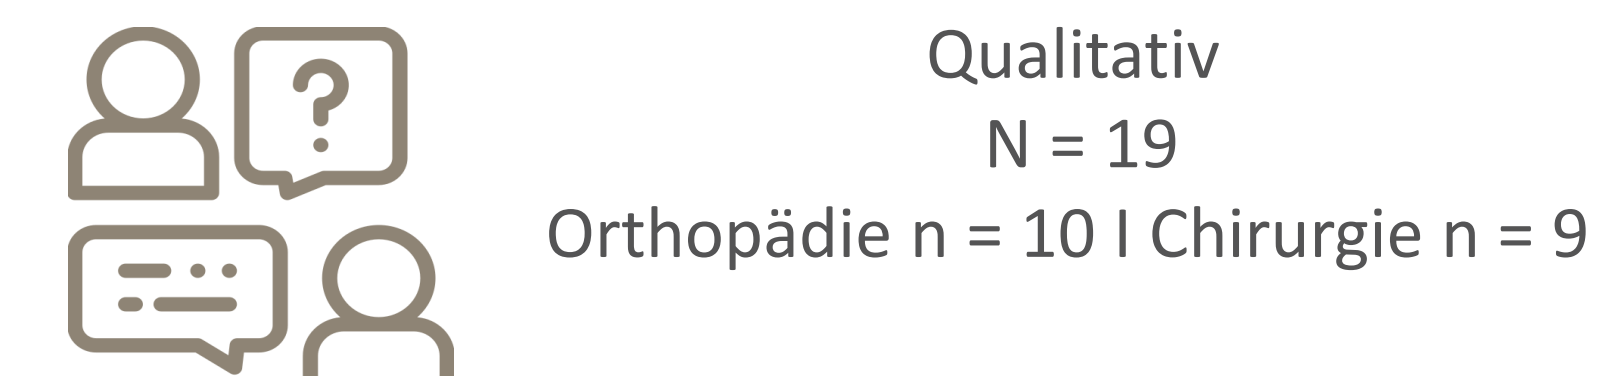 ?
Qualitativ
N = 19
Orthopädie n = 10 I Chirurgie n = 9